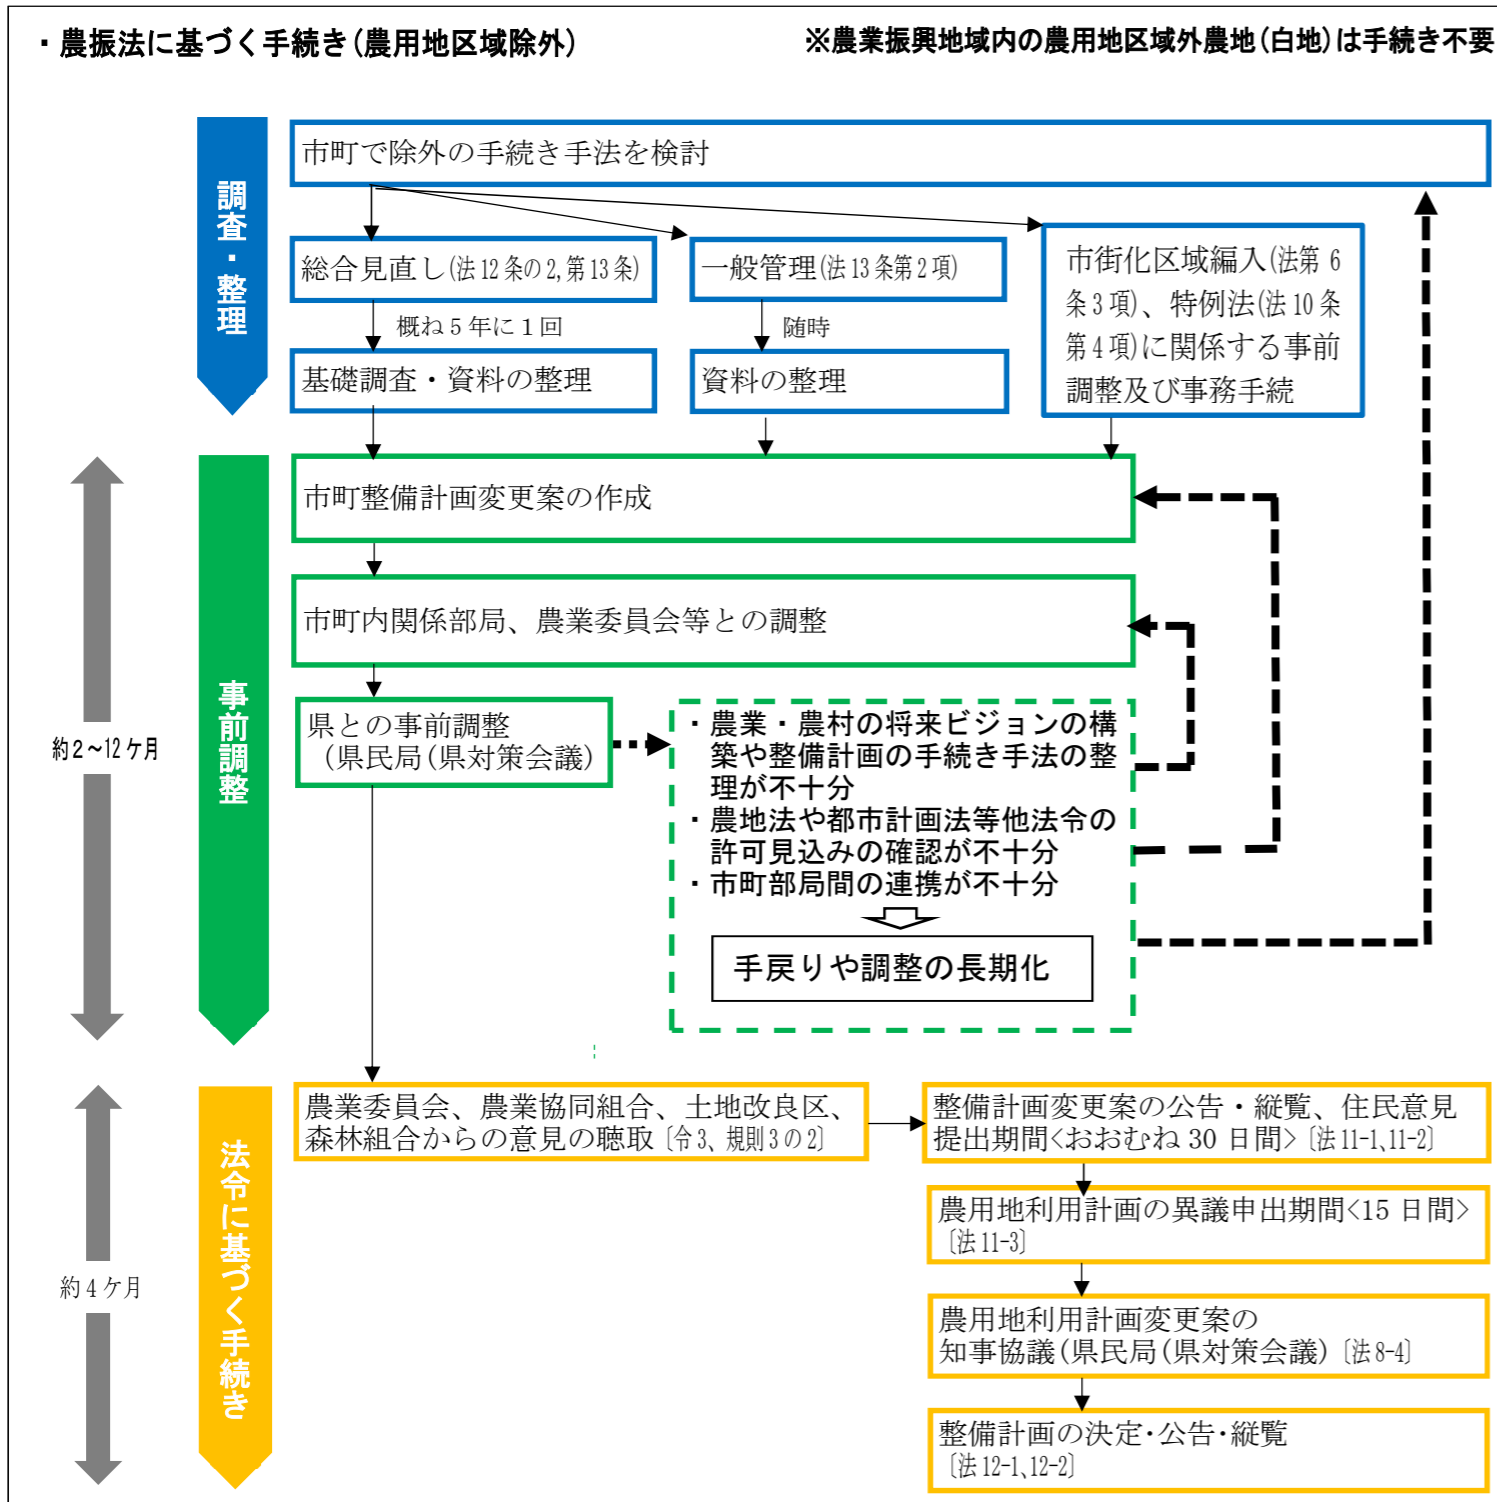 ・農振法に基づく手続き(農用地区域除外)
※農業振興地域内の農用地区域外農地(白地)は手続き不要
調査・整理
市町で除外の手続き手法を検討
総合見直し(法12条の2,第13条)
一般管理(法13条第2項)
市街化区域編入(法第6
条3項)、特例法(法10条
第4項)に関係する事前
調整及び事務手続
概ね5年に1回
随時
基礎調査・資料の整理
資料の整理
約2~12ケ月
事前調整
市町整備計画変更案の作成
市町内関係部局、農業委員会等との調整
県との事前調整
(県民局(県対策会議)
・農業・農村の将来ビジョンの構
築や整備計画の手続き手法の整
理が不十分
・農地法や都市計画法等他法令の
許可見込みの確認が不十分
・市町部局間の連携が不十分
手戻りや調整の長期化
約4ケ月
法令に基づく手続き
農業委員会、農業協同組合、土地改良区、
森林組合からの意見の聴取〔令3、規則3の2〕
整備計画変更案の公告・縦覧、住民意見
提出期間<おおむね30日間>〔法11-1,11-2〕
農用地利用計画の異議申出期間<15日間>
〔法11-3〕
農用地利用計画変更案の
知事協議(県民局(県対策会議)〔法8-4〕
整備計画の決定・公告・縦覧
〔法12-1、12-2〕